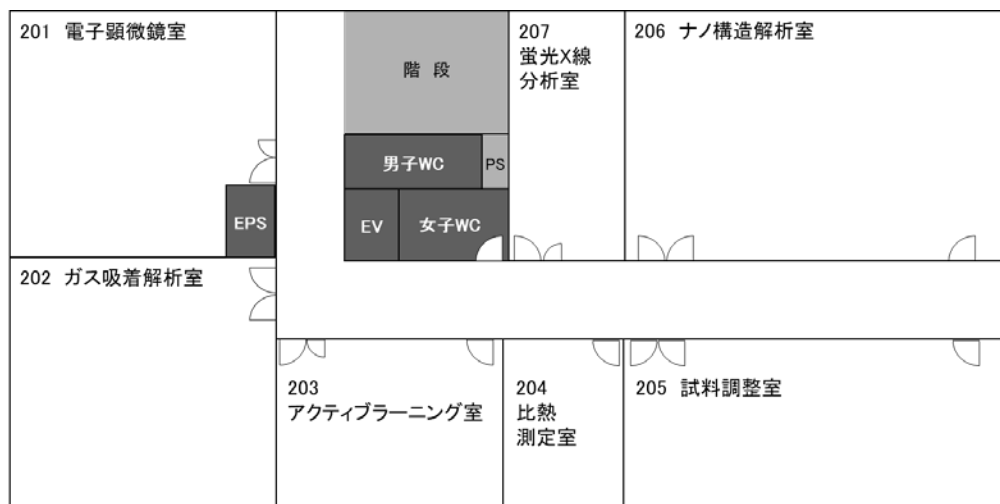 201 電子顕微鏡室
階 段
207
蛍光X線
分析室
206 ナノ構造解析室
男子WC
PS
EPS
EV
女子WC
202 ガス吸着解析室
203
アクティブラーニング室
204
比熱
測定室
205 試料調整室